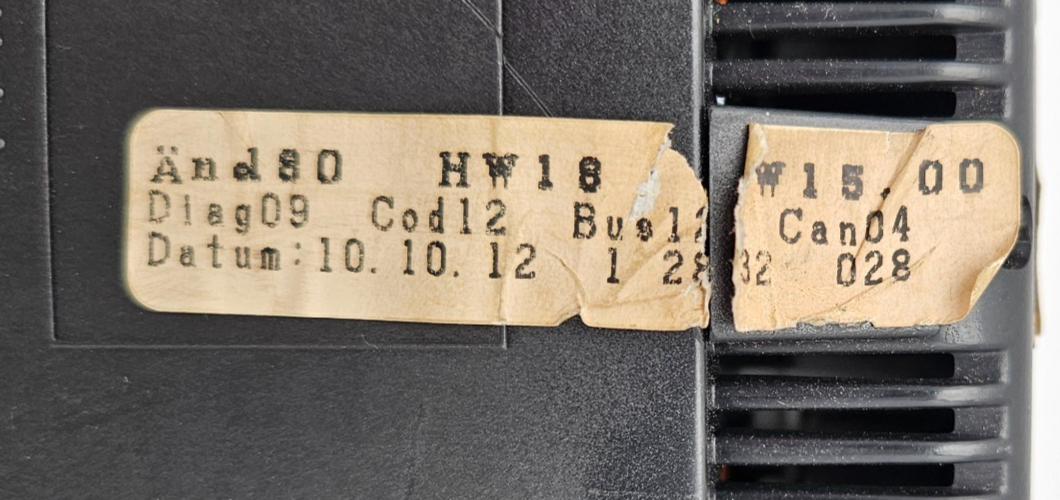 Änd80 HW18 W15.00
Diag09 Cod12 Bus12 Can04
Datum:10.10.12 1 28 32 028